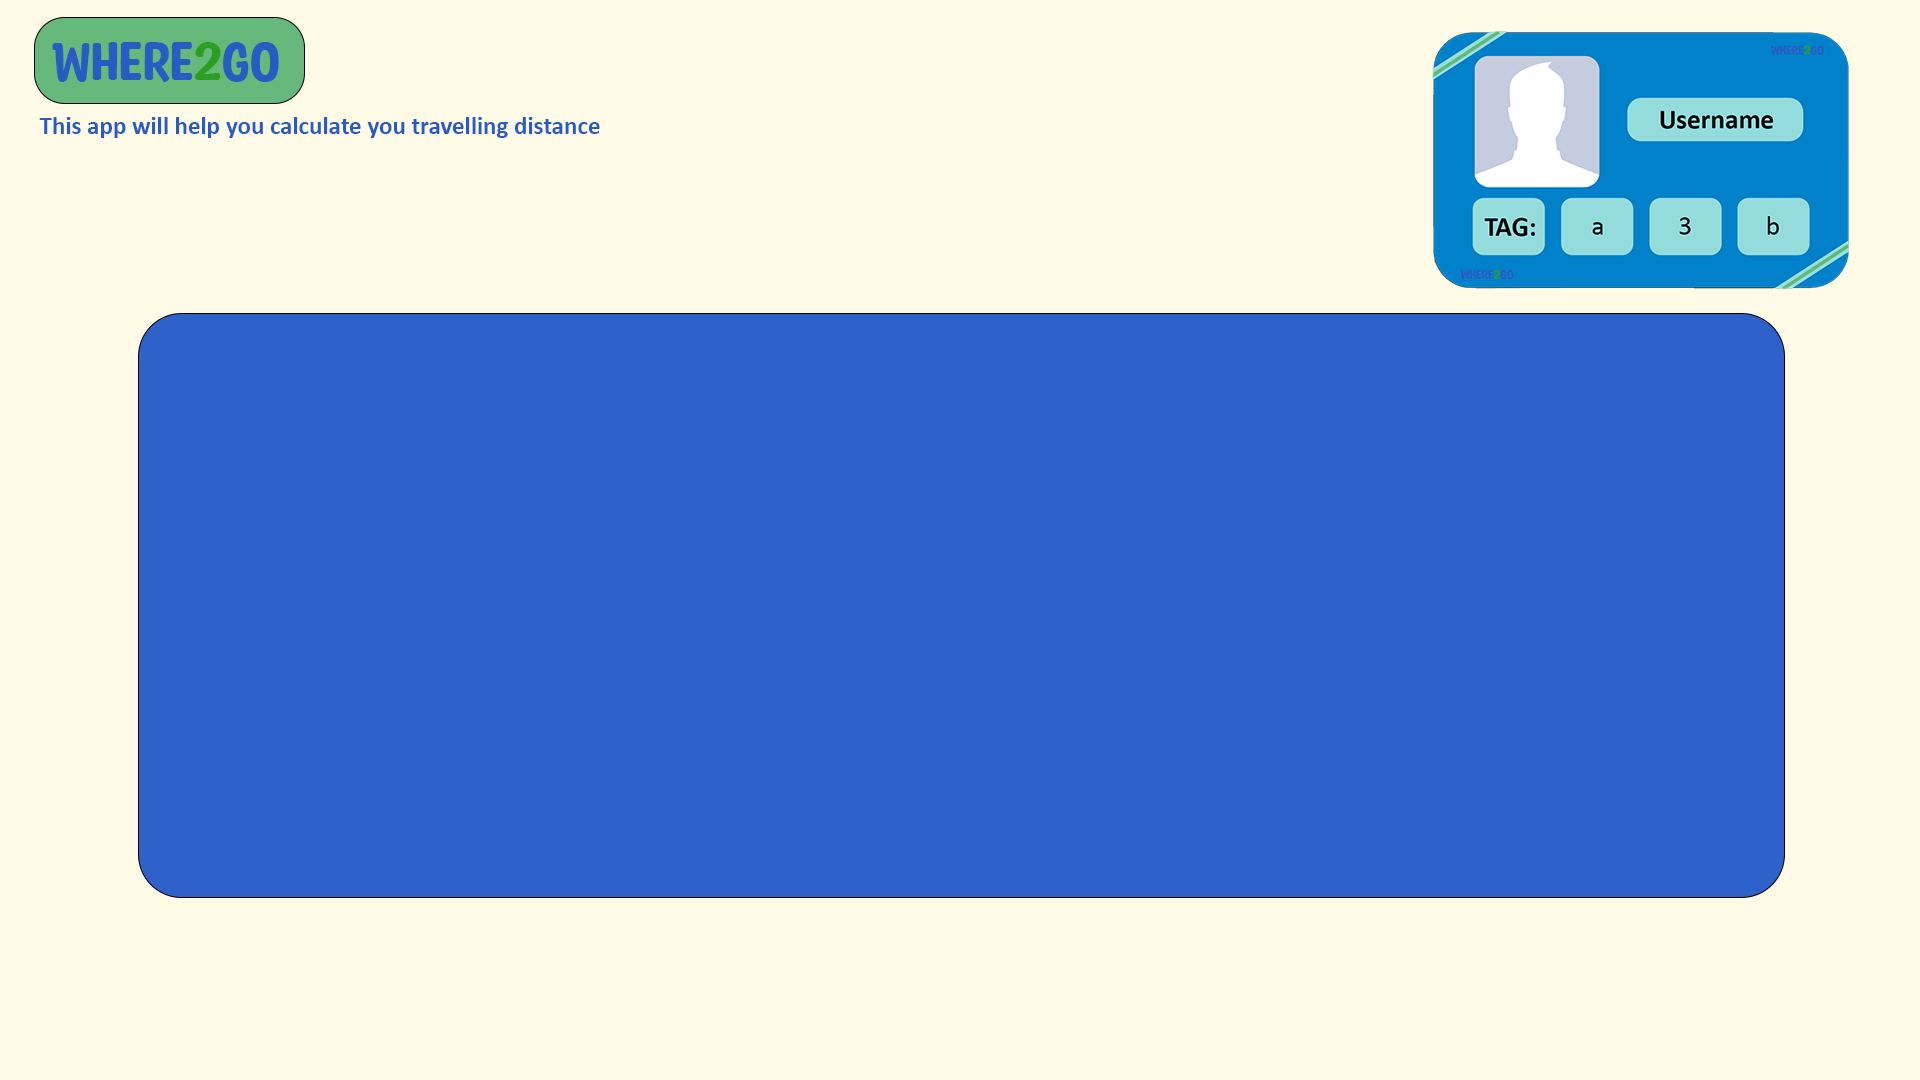 WHERE2GO
This app will help you calculate you travelling distance
WHERE2GO
Username
TAG: a 3 b
WHERE2GO